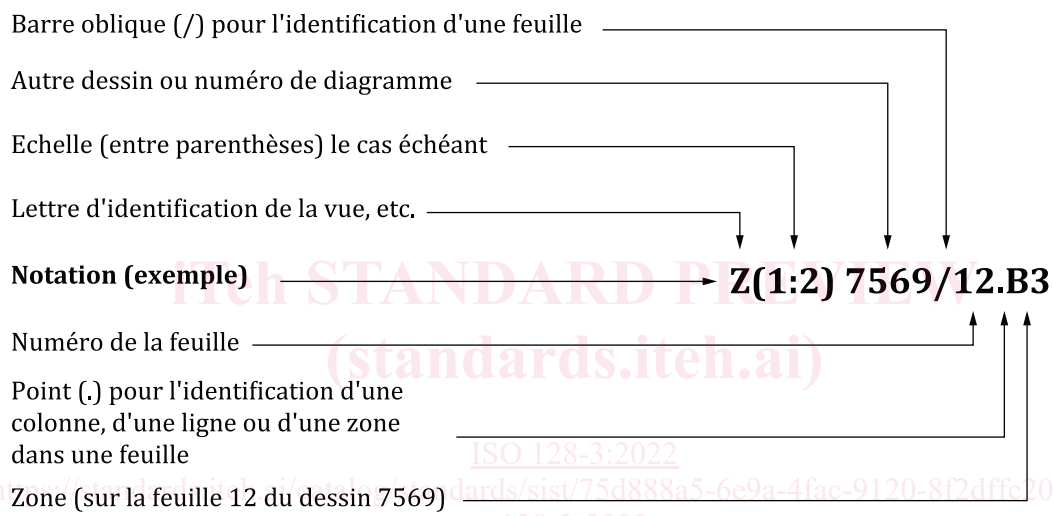 Barre oblique (/) pour l'identification d'une feuille
Autre dessin ou numéro de diagramme
Echelle (entre parenthèses) le cas échéant
Lettre d'identification de la vue, etc.
Notation (exemple)
Z(1:2) 7569/12.B3
iTeh STANDARD PREVIEW
Numéro de la feuille
(standards.iteh.ai)
Point (.) pour l'identification d'une
colonne, d'une ligne ou d'une zone
dans une feuille
ISO 128-3:2022
Zone (sur la feuille 12 du dessin 7569)